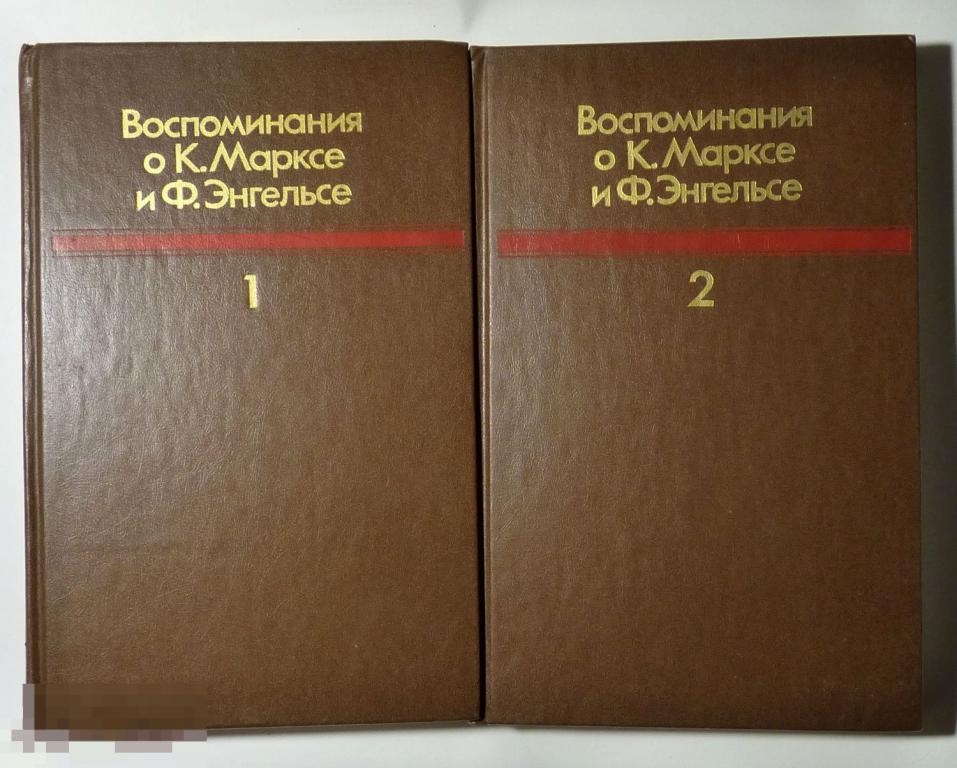 Воспоминания
о К. Марксе
и Ф. Энгельсе
1
Воспоминания
о К. Марксе
и Ф. Энгельсе
2